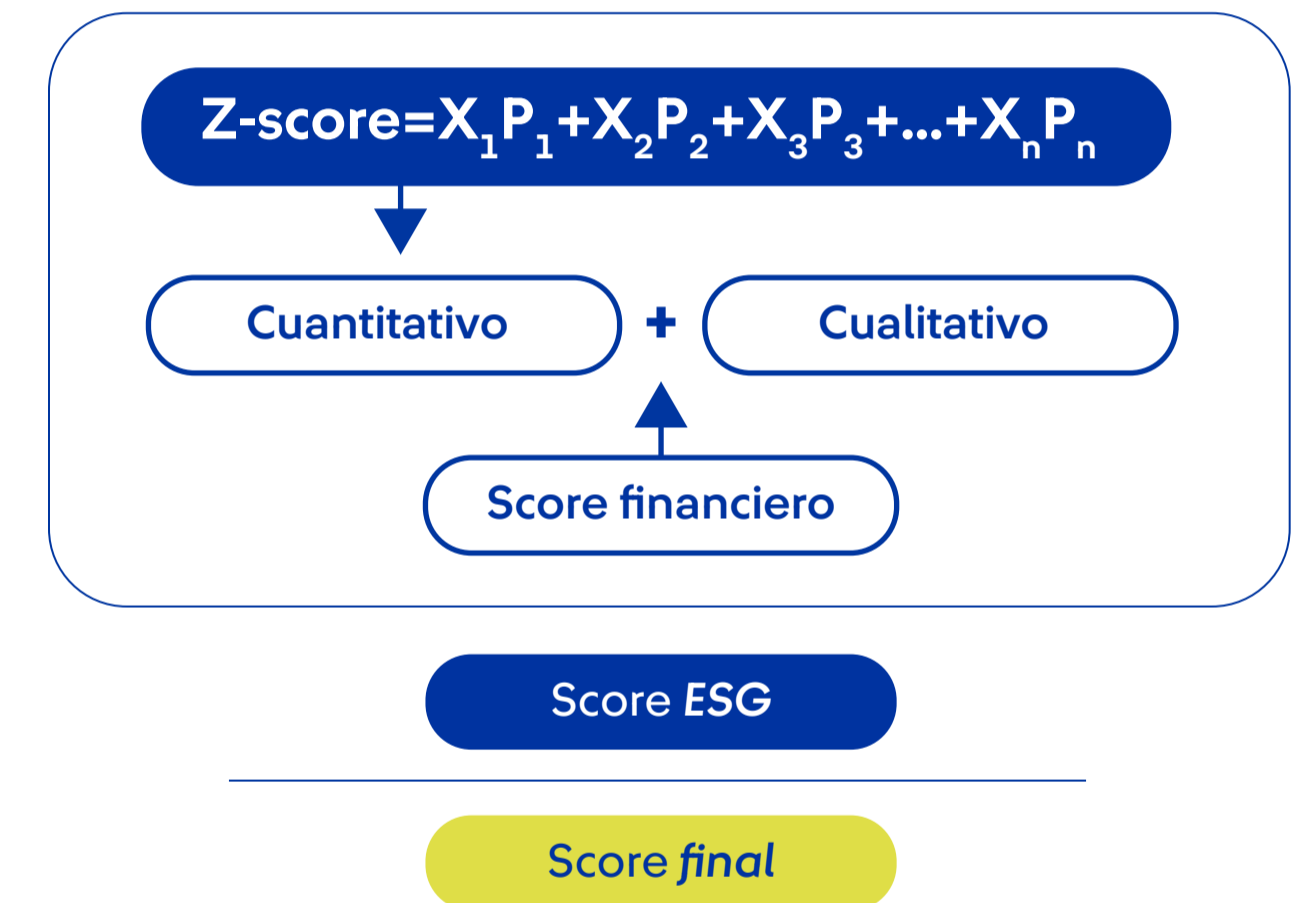 Z-score=X₁P₁+X₂P₂+X₃P₃+...+XₙPₙ
Cuantitativo + Cualitativo
Score financiero
Score ESG
Score final